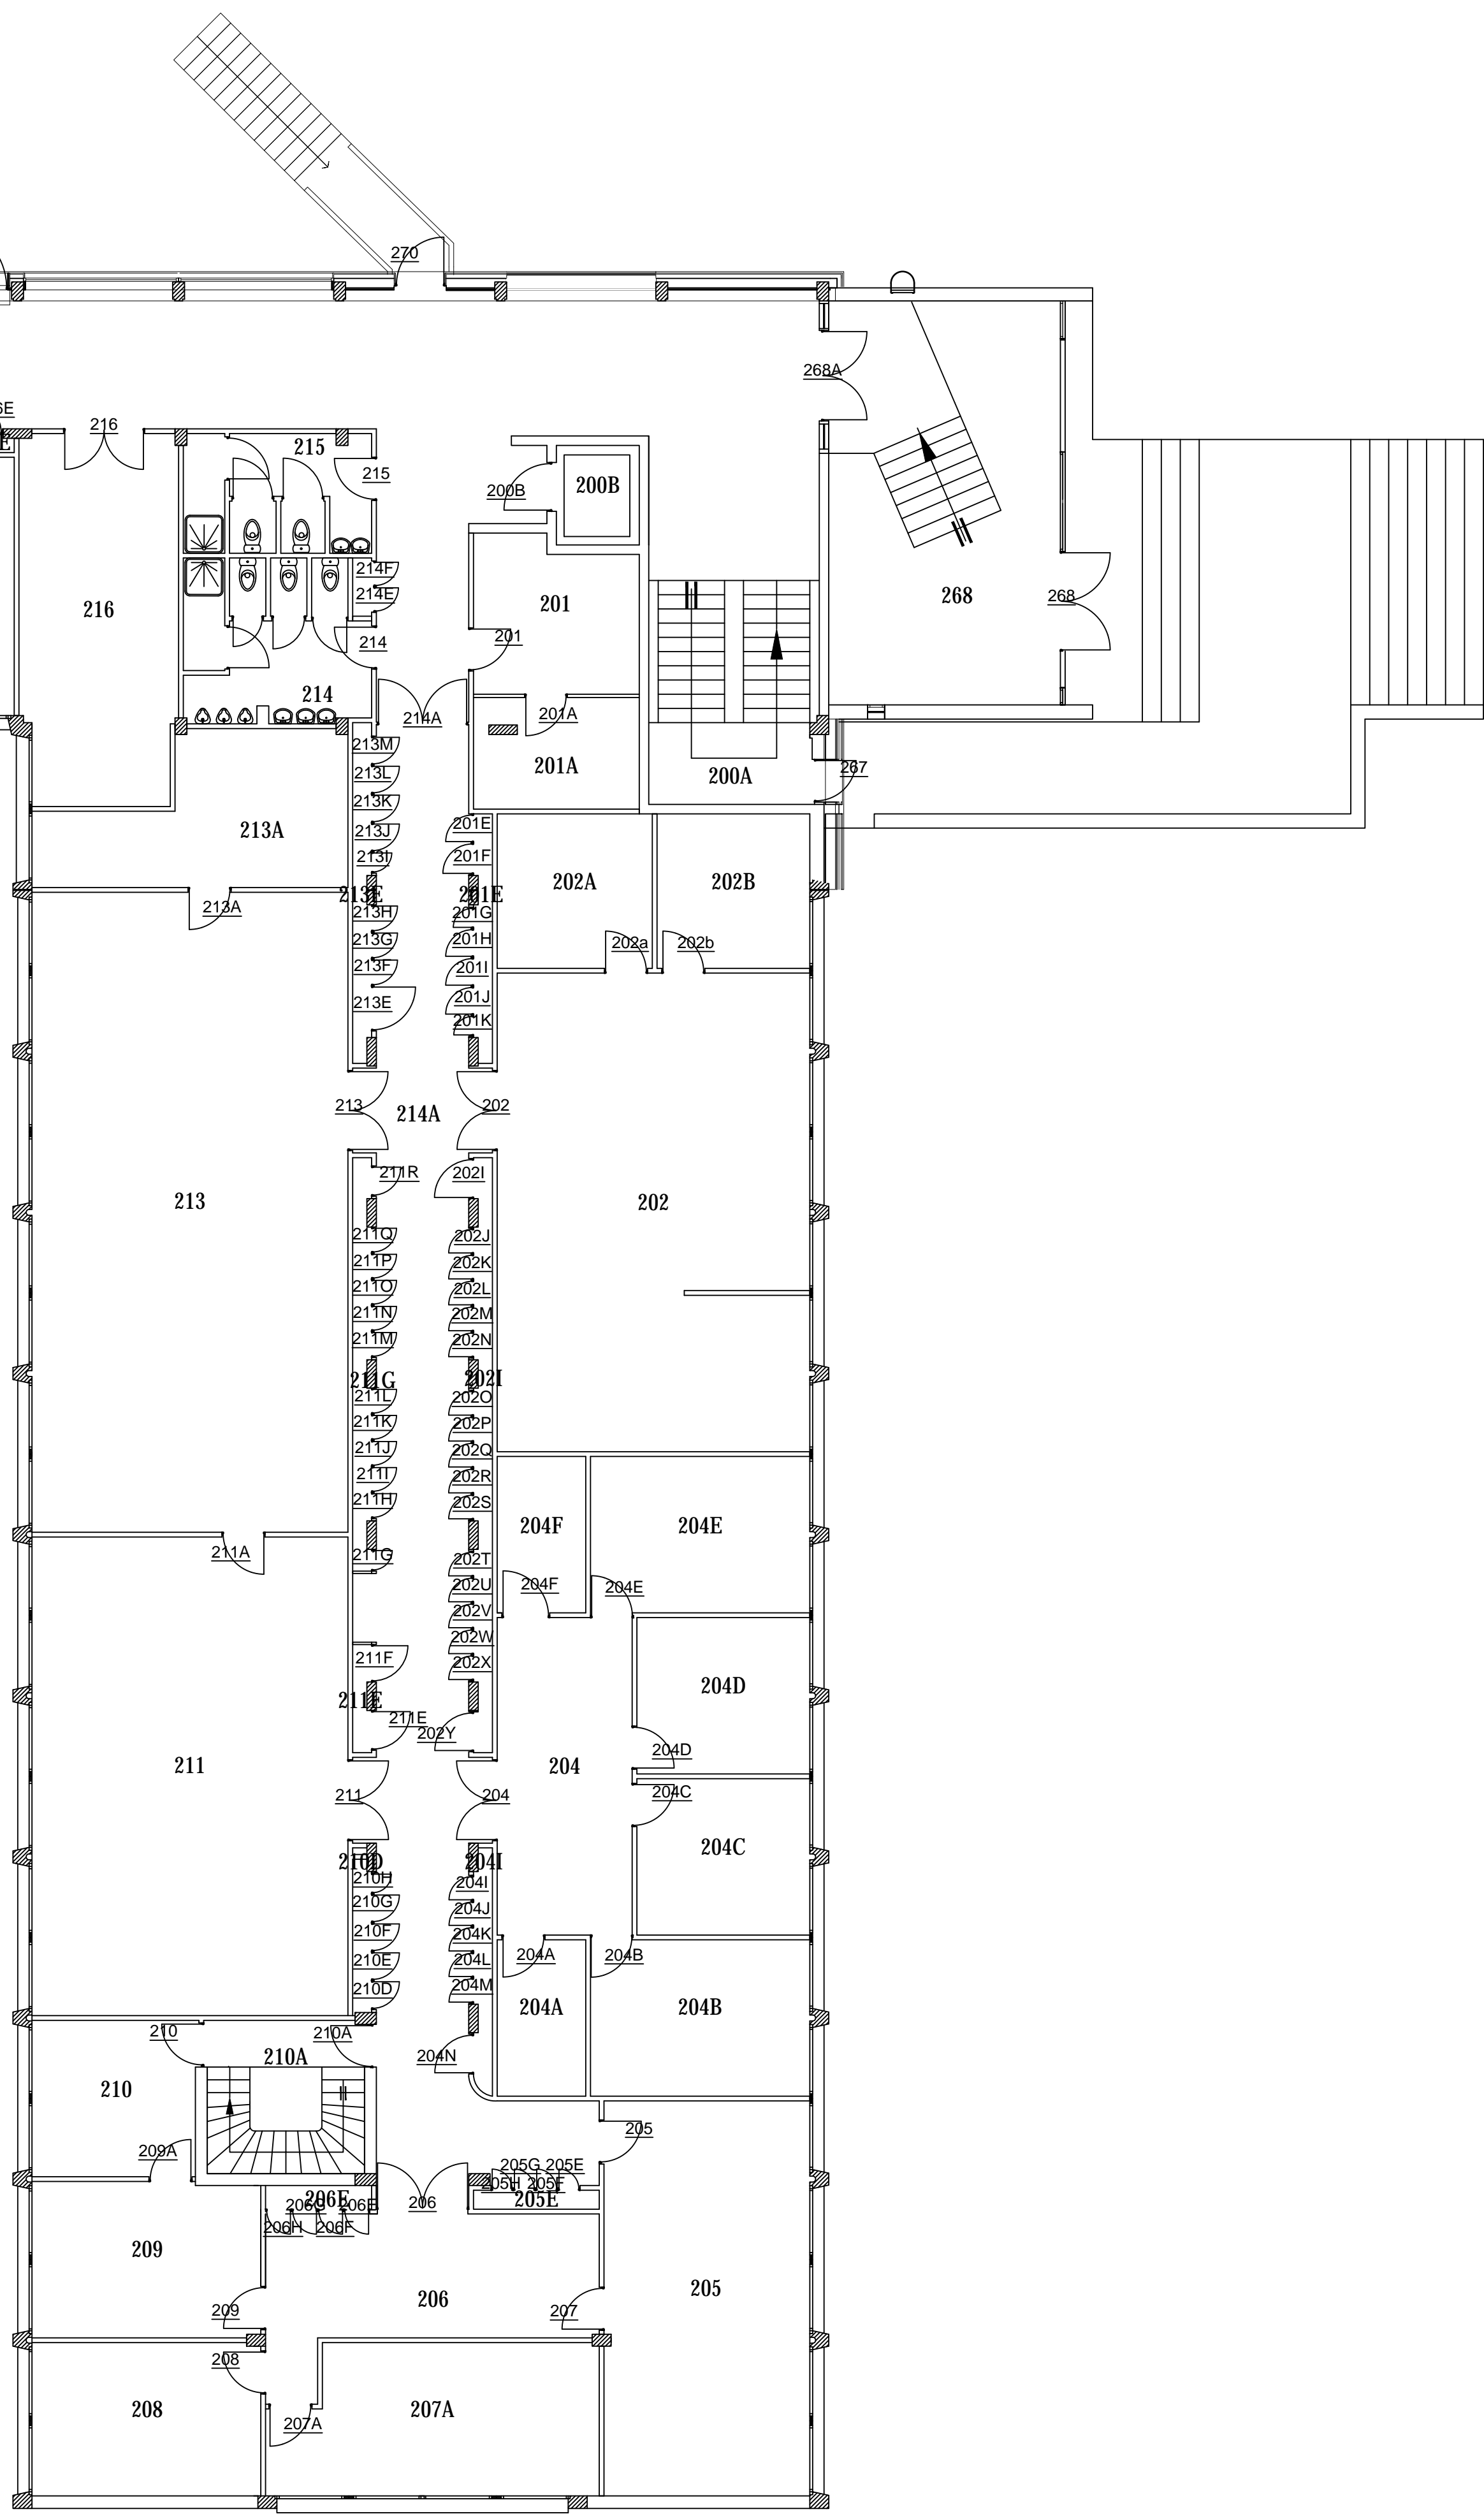 270
268A
6E
216
E
215
215
200B
200B
214F
214E
216
201
268
268
201
214
214
214A
201A
213M
201A
267
213L
200A
213K
213A
213J
201E
213I
201F
202A
202B
213E
201E
213A
213H
201G
213G
201H
202a
202b
213F
201I
213E
201J
201K
213
214A
202
211R
202I
213
202
211Q
202J
211P
202K
211O
202L
211N
202M
211M
202N
211G
202I
211L
202O
211K
202P
211J
202Q
211I
202R
211H
202S
204F
204E
211A
211G
202T
204F
204E
202U
202V
202W
211F
202X
204D
211E
211E
202Y
204D
211
204
204C
211
204
204C
210D
204I
210H
204I
210G
204J
210F
204K
204A
204B
210E
204L
210D
204M
204A
204B
210
210A
210A
204N
210
205
209A
205G
205E
205H
205F
206E
205E
206G
206E
206
206H
206F
209
205
206
209
207
208
208
207A
207A